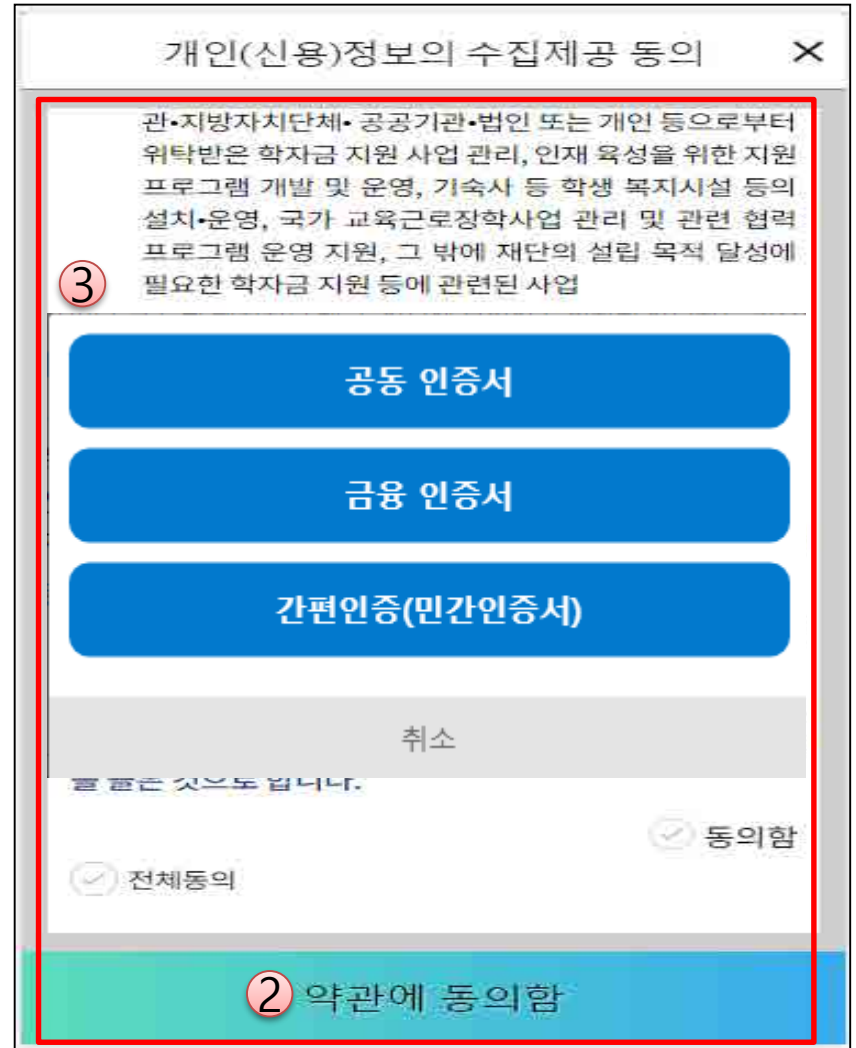 개인(신용)정보의 수집제공 동의 ×
관•지방자치단체• 공공기관•법인 또는 개인 등으로부터
위탁받은 학자금 지원 사업 관리, 인재 육성을 위한 지원
프로그램 개발 및 운영, 기숙사 등 학생 복지시설 등의
설치•운영, 국가 교육근로장학사업 관리 및 관련 협력
프로그램 운영 지원, 그 밖에 재단의 설립 목적 달성에
③ 필요한 학자금 지원 등에 관련된 사업
공동 인증서
금융 인증서
간편인증(민간인증서)
취소
것으로 합니다.
동의함
전체동의
② 약관에 동의함